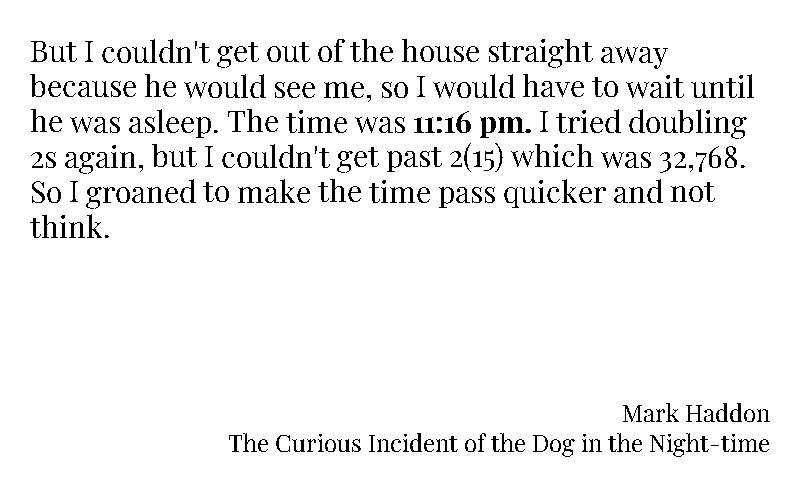 But I couldn't get out of the house straight away
because he would see me, so I would have to wait until
he was asleep. The time was 11:16 pm. I tried doubling
2s again, but I couldn't get past 2(15) which was 32,768.
So I groaned to make the time pass quicker and not
think.
Mark Haddon
The Curious Incident of the Dog in the Night-time